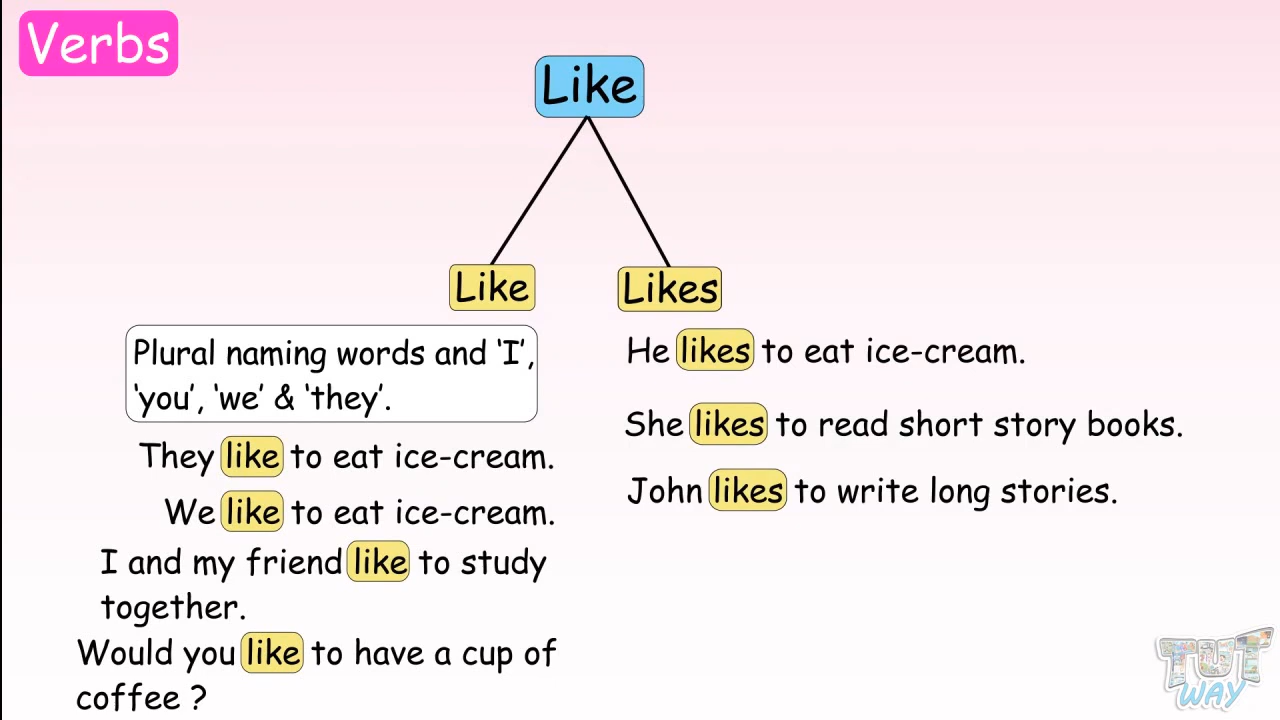 Verbs
Like
Like
Likes
Plural naming words and ‘I’,
‘you’, ‘we’ & ‘they’.
They like to eat ice-cream.
We like to eat ice-cream.
I and my friend like to study
together.
Would you like to have a cup of
coffee ?
He likes to eat ice-cream.
She likes to read short story books.
John likes to write long stories.
TUT
WAY